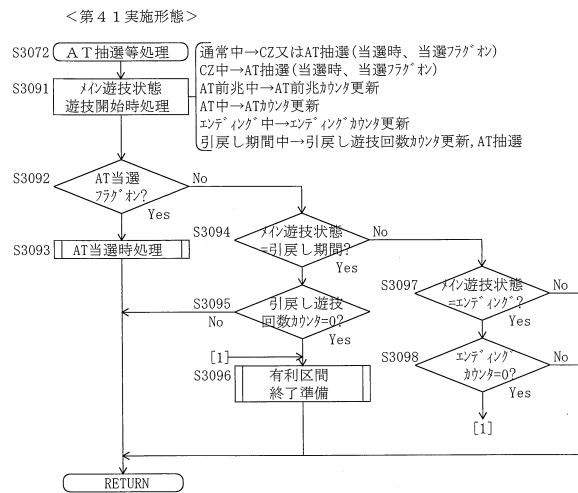 ＜第４１実施形態＞
S3072
ＡＴ抽選等処理
通常中→CZ又はAT抽選(当選時、当選フラグオン)
S3091
メイン遊技状態
遊技開始時処理
CZ中→AT抽選(当選時、当選フラグオン)
AT前兆中→AT前兆カウンタ更新
AT中→ATカウンタ更新
エンディング中→エンディングカウンタ更新
引戻し期間中→引戻し遊技回数カウンタ更新,AT抽選
S3092
AT当選
フラグオン?
No
Yes
S3093
AT当選時処理
S3094
メイン遊技状態
=引戻し期間?
No
Yes
S3095
引戻し遊技
回数カウンタ=0?
No
Yes
S3097
メイン遊技状態
=エンディング?
No
Yes
S3098
エンディング
カウンタ=0?
No
Yes
[1]
[1]
S3096
有利区間
終了準備
RETURN